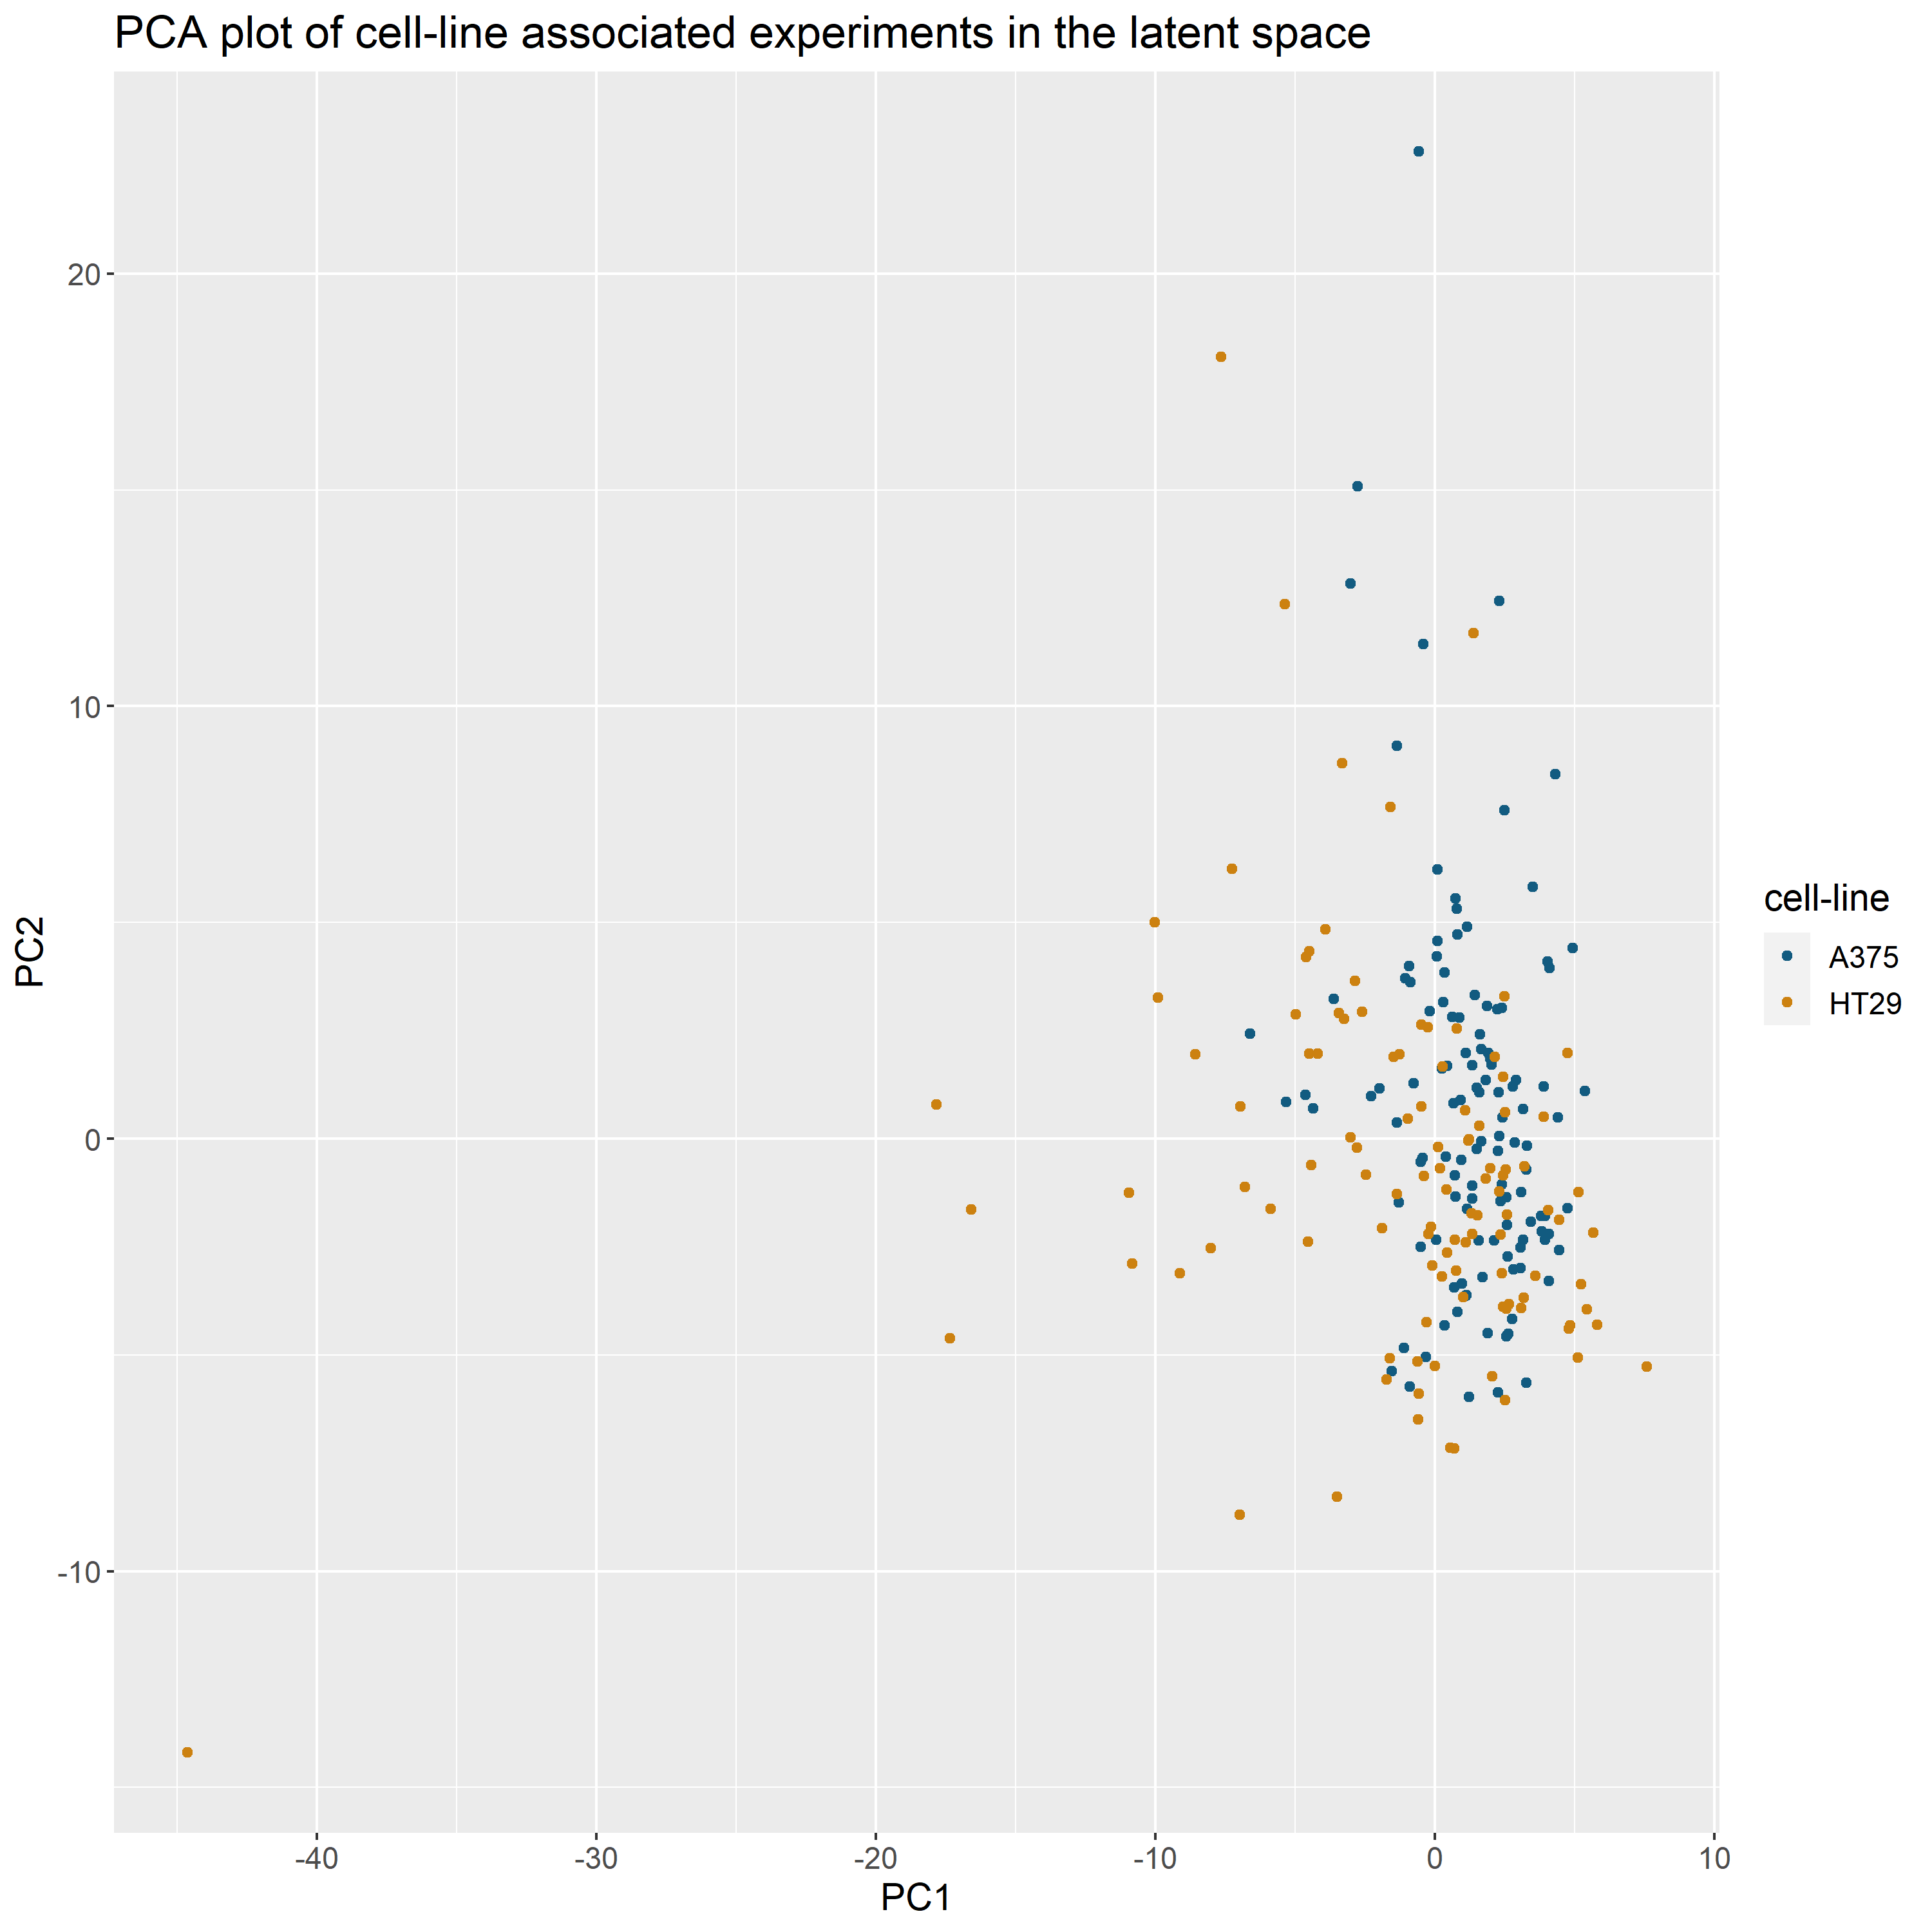 PCA plot of cell-line associated experiments in the latent space
20
10
0
-10
PC2
-40
-30
-20
-10
0
10
PC1
cell-line
A375
HT29